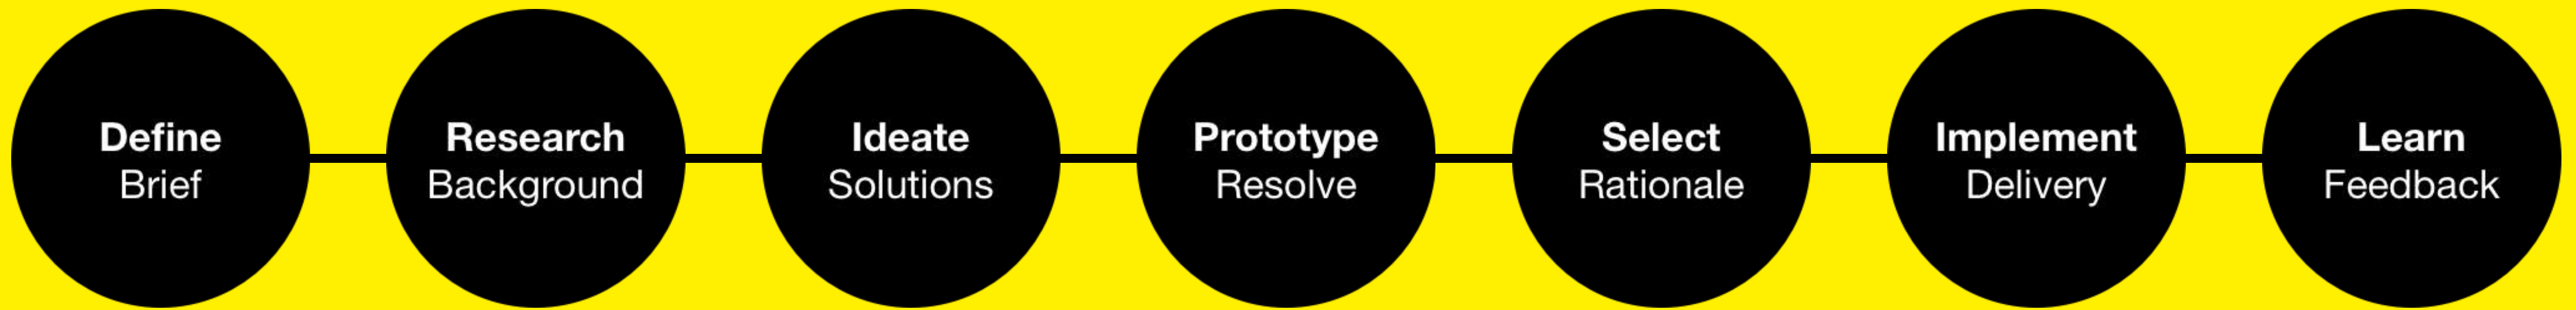 Define
Brief
Research
Background
Ideate
Solutions
Prototype
Resolve
Select
Rationale
Implement
Delivery
Learn
Feedback